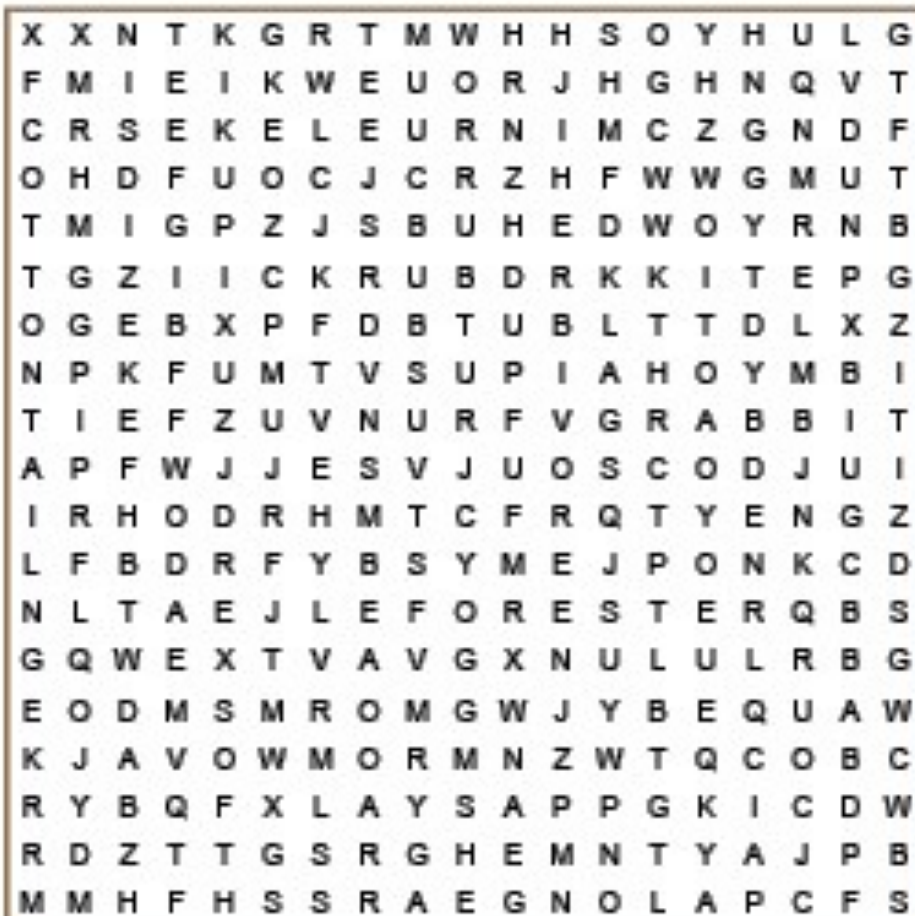 X X N T K G R T M W H H S O Y H U L G
F M I E I K W E U O R J H G H N Q V T
C R S E K E L E U R N I M C Z G N D F
O H D F U O C J C R Z H F W W G M U T
T M I G P Z J S B U H E D W O Y R N B
T G Z I I C K R U B D R K K I T E P G
O G E B X P F D B T U B L T T D L X Z
N P K F U M T V S U P I A H O Y M B I
T I E F Z U V N U R F V G R A B B I T
A P F W J J E S V J U O S C O D J U I
I R H O D R H M T C F R Q T Y E N G Z
L F B D R F Y B S Y M E J P O N K C D
N L T A E J L E F O R E S T E R Q B S
G Q W E X T V A V G X N U L U L R B G
E O D M S M R O M G W J Y B E Q U A W
K J A V O W M O R M N Z W T Q C O B C
R Y B Q F X L A Y S A P P G K I C D W
R D Z T T G S R G H E M N T Y A J P B
M M H F H S S R A E G N O L A P C F S